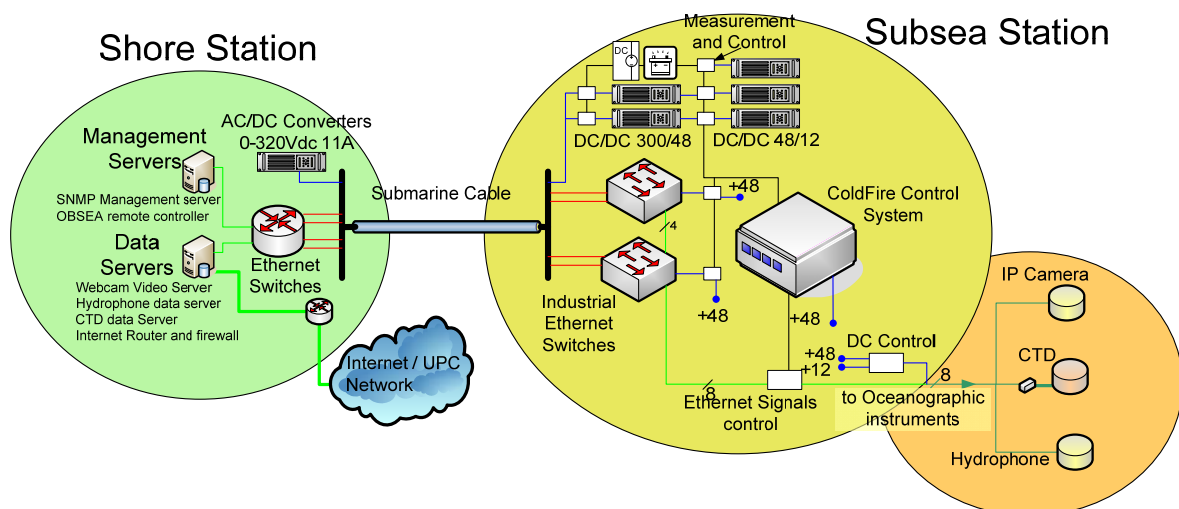 Shore Station
Management
Servers
SNMP Management server
OBSEA remote controller
Data
Servers
Webcam Video Server
Hydrophone data server
CTD data Server
Internet Router and firewall
AC/DC Converters
0-320Vdc 11A
Ethernet
Switches
Internet / UPC
Network
Submarine Cable
Subsea Station
Measurement
and Control
DC
DC/DC 300/48
DC/DC 48/12
+48
4
ColdFire Control
System
Industrial
Ethernet
Switches
+48
+48
DC Control
+48
+12
8
Ethernet Signals
control
8
to Oceanographic
instruments
IP Camera
CTD
Hydrophone